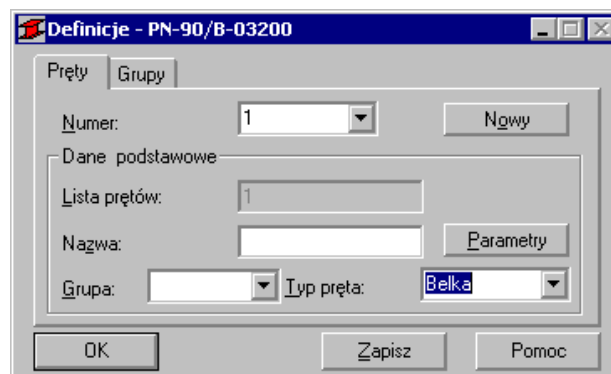 Definicje - PN-90/B-03200
Pręty Grupy
Numer: 1 Nowy
Dane podstawowe
Lista prętów: 1
Nazwa: Parametry
Grupa: Typ pręta: Belka
OK Zapisz Pomoc